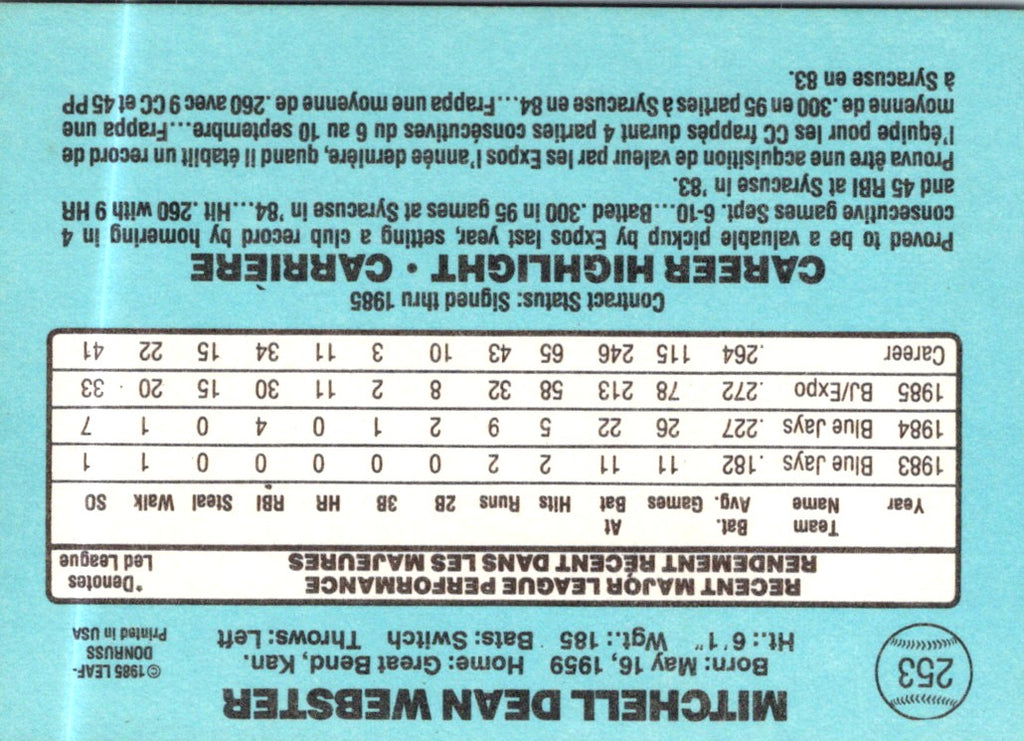 253
MITCHELL DEAN WEBSTER
Born: May 16, 1959 Home: Great Bend, Kan.
Ht.: 6'1" Wgt.: 185 Bats: Switch Throws: Left
©1985 LEAF-
DONRUSS
Printed in USA
RECENT MAJOR LEAGUE PERFORMANCE
RENDEMENT RÉCENT DANS LES MAJEURES
*Denotes
Led League
Year Team Name Bat. Avg. Games At Bat Hits Runs 2B 3B HR RBI Steal Walk SO
1983 Blue Jays .182 11 11 2 2 0 0 0 0 0 1 1
1984 Blue Jays .227 26 22 5 9 2 1 0 4 0 1 7
1985 BJ/Expo .272 78 213 58 32 8 2 11 30 15 20 33
Career .264 115 246 65 43 10 3 11 34 15 22 41
Contract Status: Signed thru 1985
CAREER HIGHLIGHT • CARRIÈRE
Proved to be a valuable pickup by Expos last year, setting a club record by homering in 4
consecutive games Sept. 6-10....Batted .300 in 95 games at Syracuse in '84....Hit .260 with 9 HR
and 45 RBI at Syracuse in '83.
Prouva être une acquisition de valeur par les Expos l'année dernière, quand il établit un record de
l'équipe pour les CC frappés durant 4 parties consécutives du 6 au 10 septembre....Frappa une
moyenne de .300 en 95 parties à Syracuse en 84....Frappa une moyenne de .260 avec 9 CC et 45 PP
à Syracuse en 83.